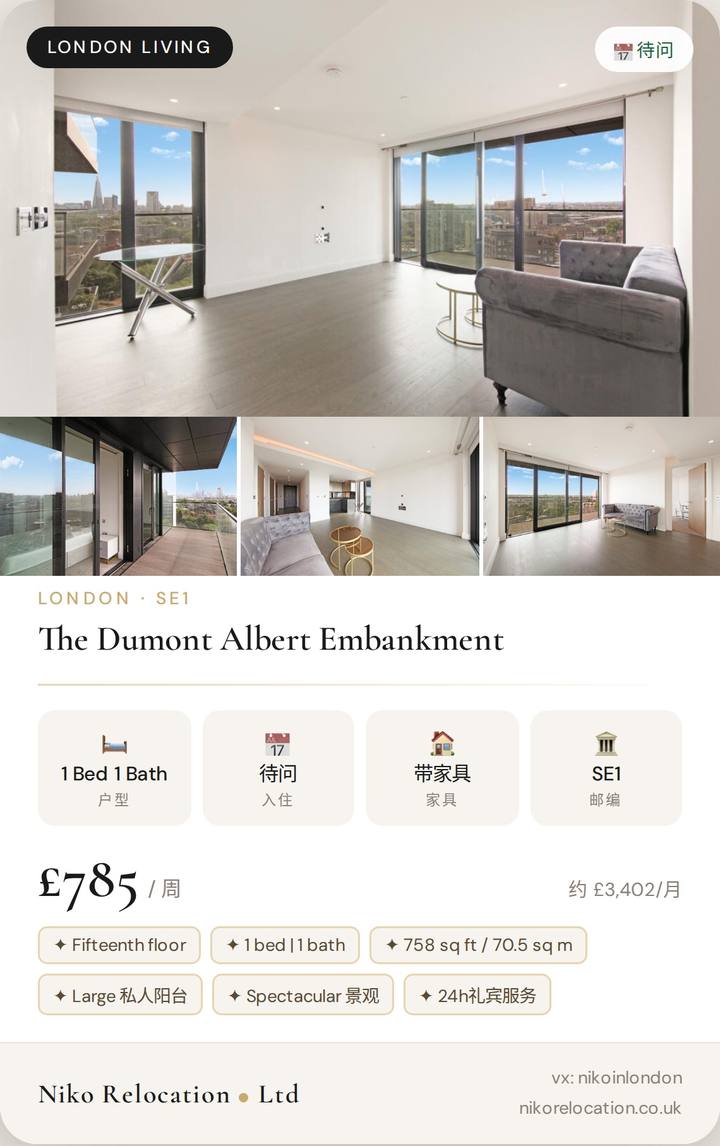 LONDON LIVING
17 待问
LONDON · SE1
The Dumont Albert Embankment
1 Bed 1 Bath
户型
17
待问
入住
带家具
家具
SE1
邮编
£785 / 周
约 £3,402/月
✦ Fifteenth floor
✦ 1 bed | 1 bath
✦ 758 sq ft / 70.5 sq m
✦ Large 私人阳台
✦ Spectacular 景观
✦ 24h礼宾服务
Niko Relocation • Ltd
vx: nikoinlondon
nikorelocation.co.uk